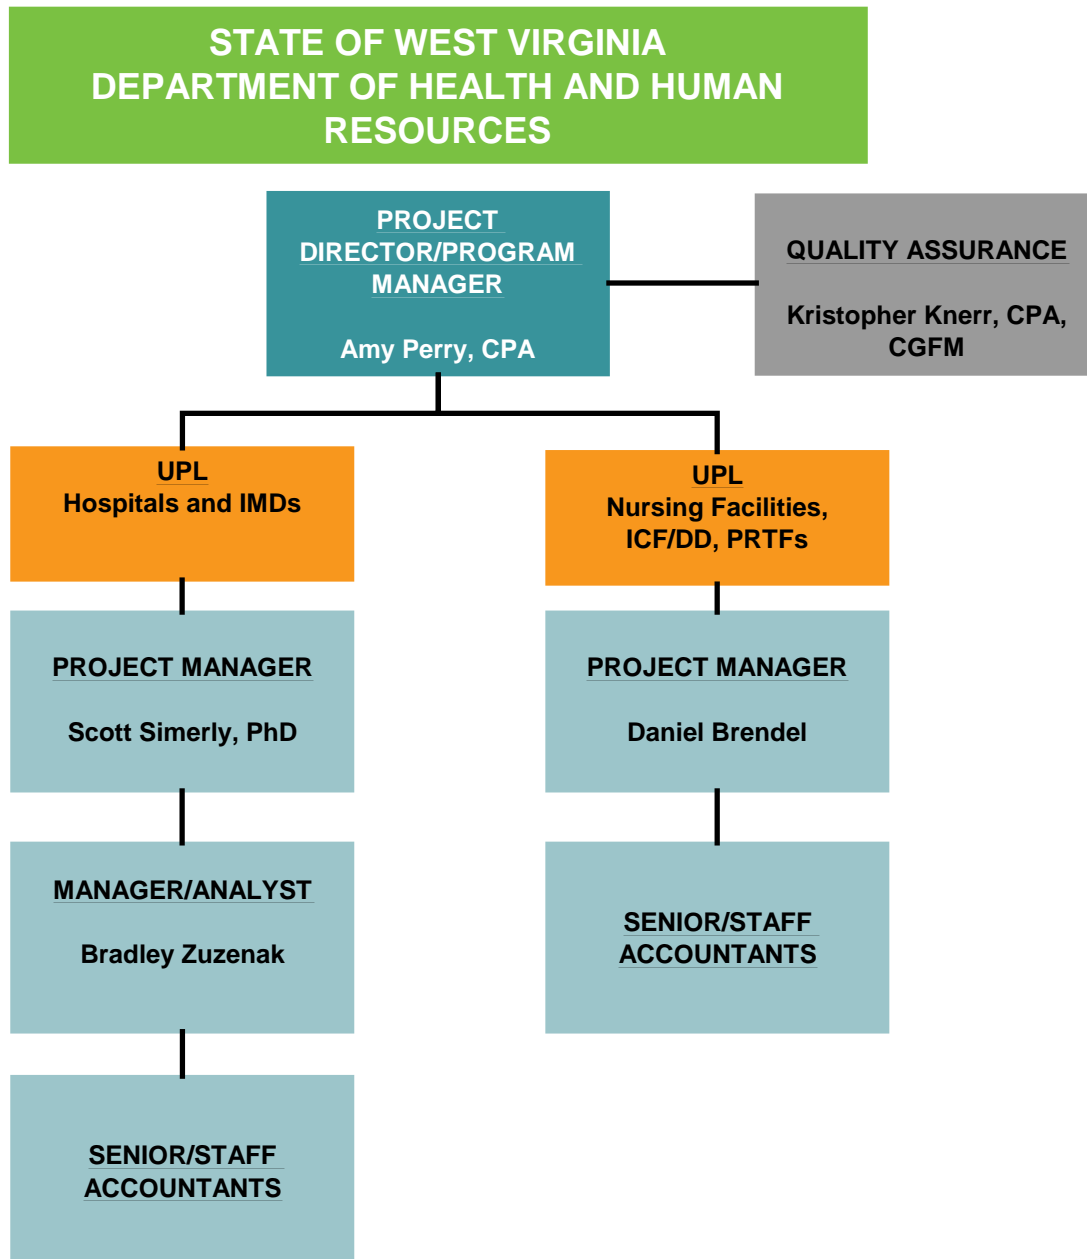 STATE OF WEST VIRGINIA
DEPARTMENT OF HEALTH AND HUMAN
RESOURCES
PROJECT
DIRECTOR/PROGRAM
MANAGER
Amy Perry, CPA
QUALITY ASSURANCE
Kristopher Knerr, CPA,
CGFM
UPL
Hospitals and IMDs
UPL
Nursing Facilities,
ICF/DD, PRTFs
PROJECT MANAGER
Scott Simerly, PhD
PROJECT MANAGER
Daniel Brendel
MANAGER/ANALYST
Bradley Zuzenak
SENIOR/STAFF
ACCOUNTANTS
SENIOR/STAFF
ACCOUNTANTS